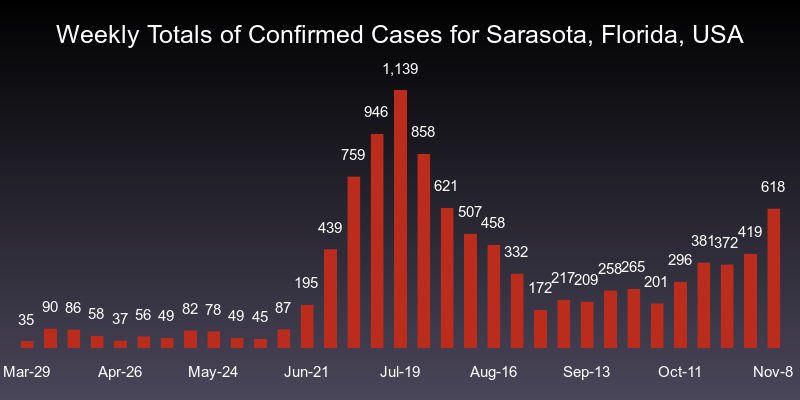 Weekly Totals of Confirmed Cases for Sarasota, Florida, USA
35 90 86 58 37 56 49 82 78 49 45 87 195 439 759 946 1,139 858 621 507 458 332 172 217 209 258 265 201 296 381 372 419 618
Mar-29 Apr-26 May-24 Jun-21 Jul-19 Aug-16 Sep-13 Oct-11 Nov-8